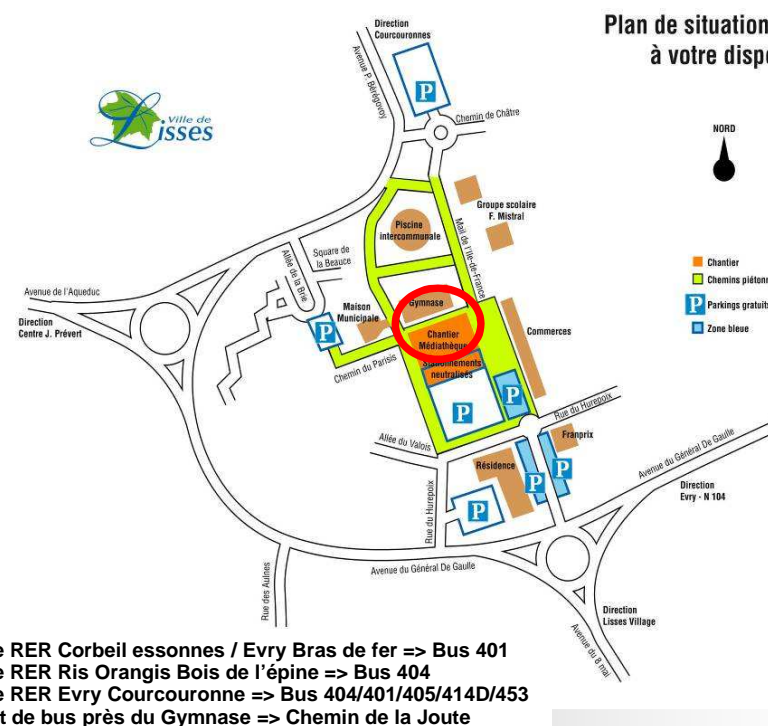 Plan de situation
à votre dispo
Direction
Courcouronnes
Avenue P. Bérégovoy
P
Chemin de Châtre
Ville de
Lisses
NORD
Groupe scolaire
F. Mistral
Piscine
intercommunale
Mail de l'Ile-de-France
Square de
la Beauce
Allée de la Brie
Chantier
Chemins piétonn
P Parkings gratuits
Zone bleue
Avenue de l'Aqueduc
Direction
Centre J. Prévert
Maison
Municipale
Gymnase
P
Chantier
Médiathèque
Commerces
Stationnements
neutralisés
Chemin du Parisis
P
P
Rue du Hurepoix
Allée du Valois
Franprix
Résidence
P
P
Avenue du Général De Gaulle
Direction
Evry - N 104
P
Rue du Hurepoix
Avenue du Général De Gaulle
Rue des Aulnes
Direction
Lisses Village
Avenue du 8 mai
e RER Corbeil essonnes / Evry Bras de fer => Bus 401
e RER Ris Orangis Bois de l'épine => Bus 404
e RER Evry Courcouronne => Bus 404/401/405/414D/453
t de bus près du Gymnase => Chemin de la Joute